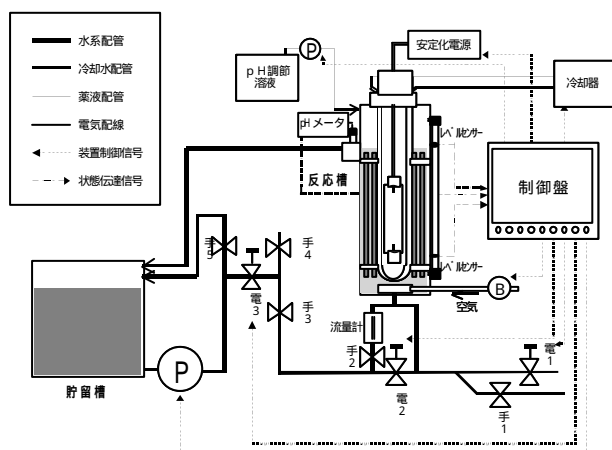 水系配管
冷却水配管
薬液配管
電気配線
装置制御信号
状態伝達信号
pH調節
溶液
P
安定化電源
冷却器
pHメータ
反応槽
レベルセンサー
制御盤
レベルセンサー
B
空気
手5
手4
電3
手3
流量計
手2
電2
電1
手1
P
貯留槽